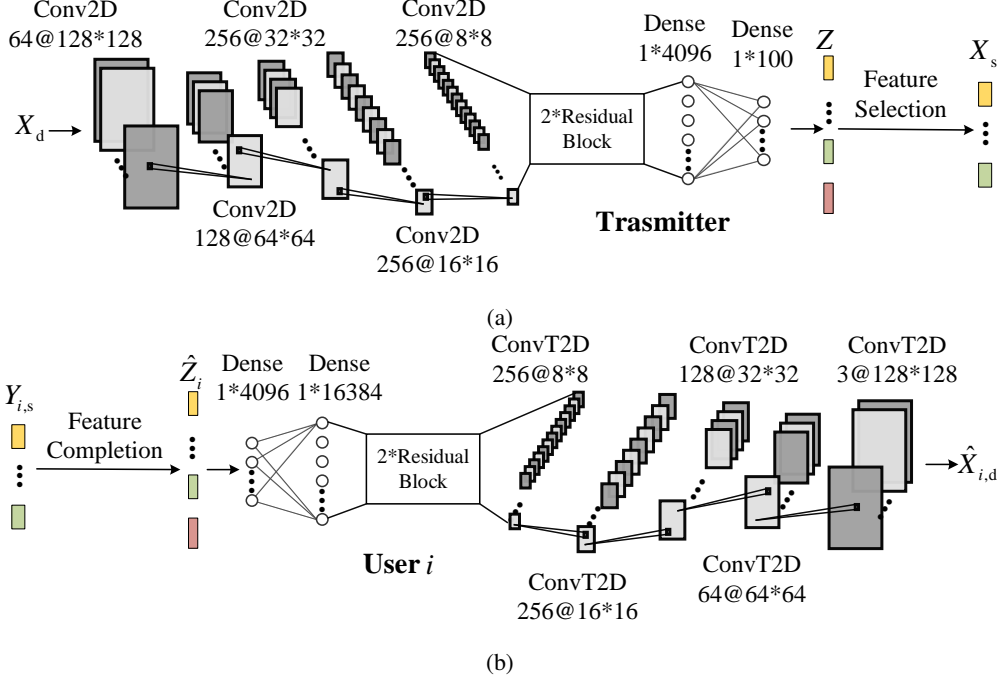 Conv2D
64@128*128
Conv2D
256@32*32
Conv2D
256@8*8
Dense
1*4096
Dense
1*100
Z
X_s
X_d
2*Residual
Block
Feature
Selection
Conv2D
128@64*64
Conv2D
256@16*16
Trasmitter
(a)
Y_{i,s}
Feature
Completion
Ẑ_i
Dense
1*4096
Dense
1*16384
2*Residual
Block
ConvT2D
256@8*8
ConvT2D
128@32*32
ConvT2D
3@128*128
X̂_{i,d}
User i
ConvT2D
256@16*16
ConvT2D
64@64*64
(b)